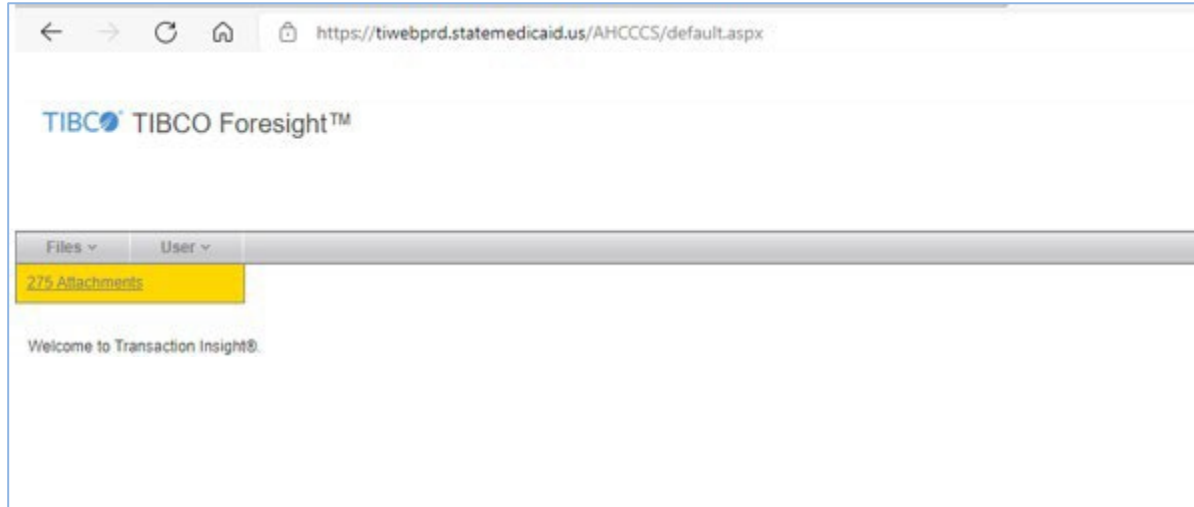 https://tiwebprd.statemedicaid.us/AHCCCS/default.aspx
TIBCO® TIBCO Foresight™
Files User
275 Attachments
Welcome to Transaction Insight®.